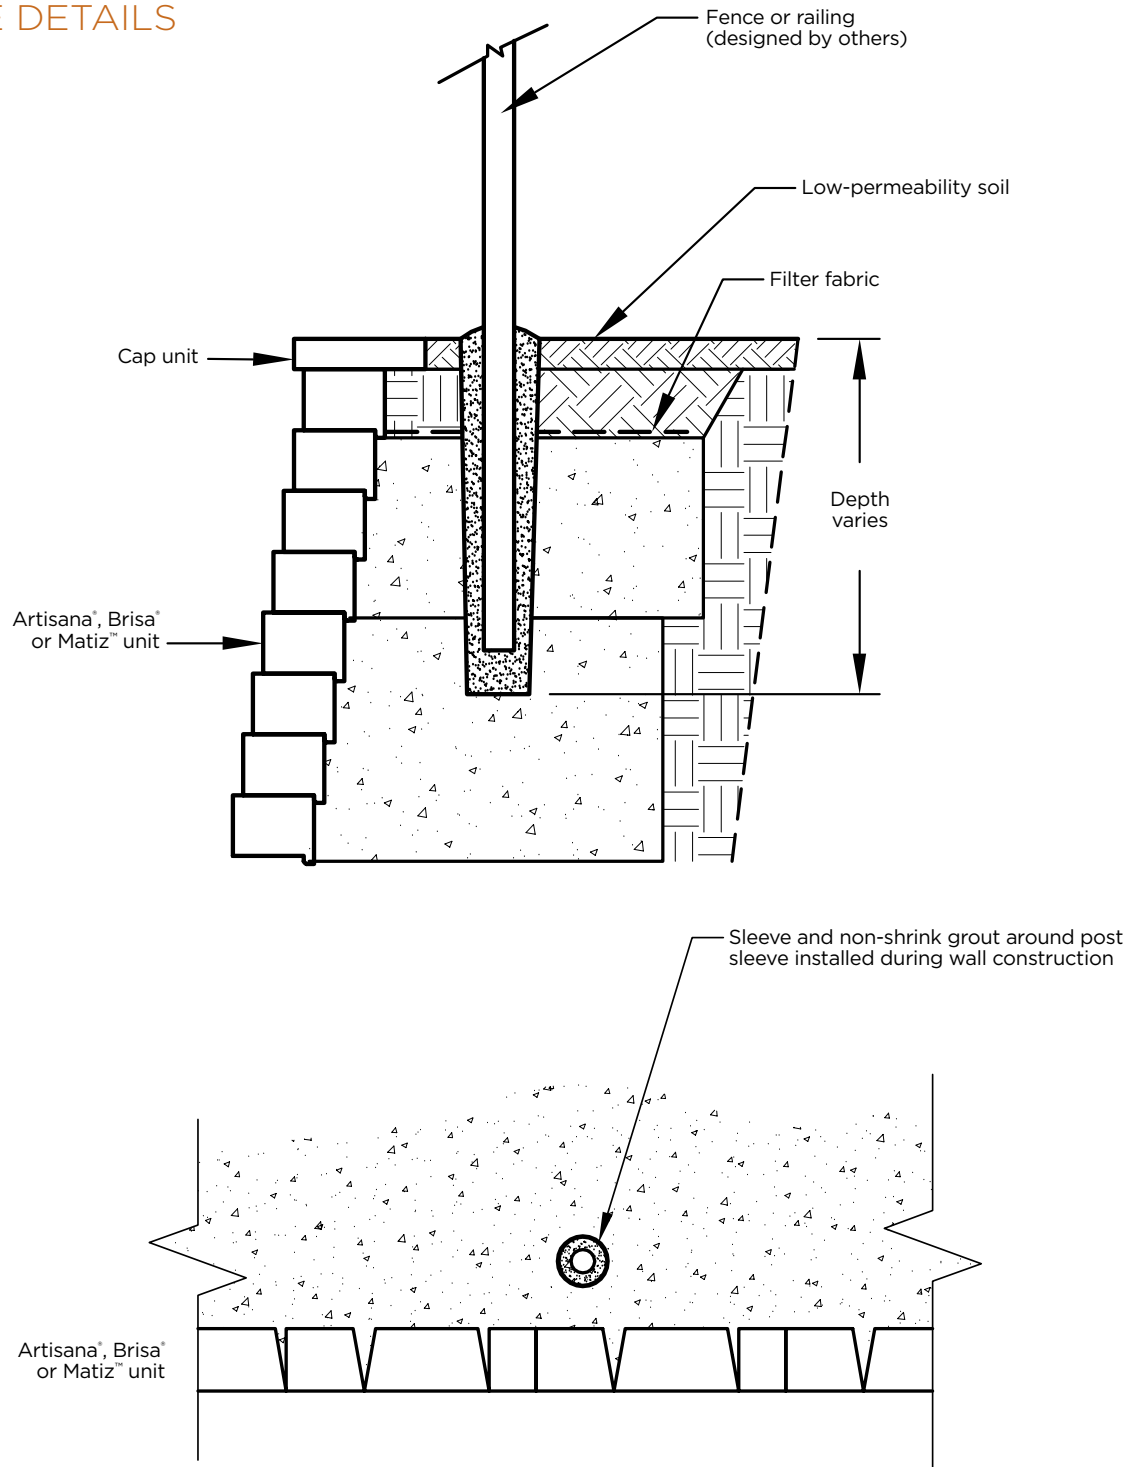 E DETAILS
Fence or railing
(designed by others)
Low-permeability soil
Filter fabric
Cap unit
Depth
varies
Artisana®, Brisa®
or Matiz™ unit
Sleeve and non-shrink grout around post
sleeve installed during wall construction
Artisana®, Brisa®
or Matiz™ unit